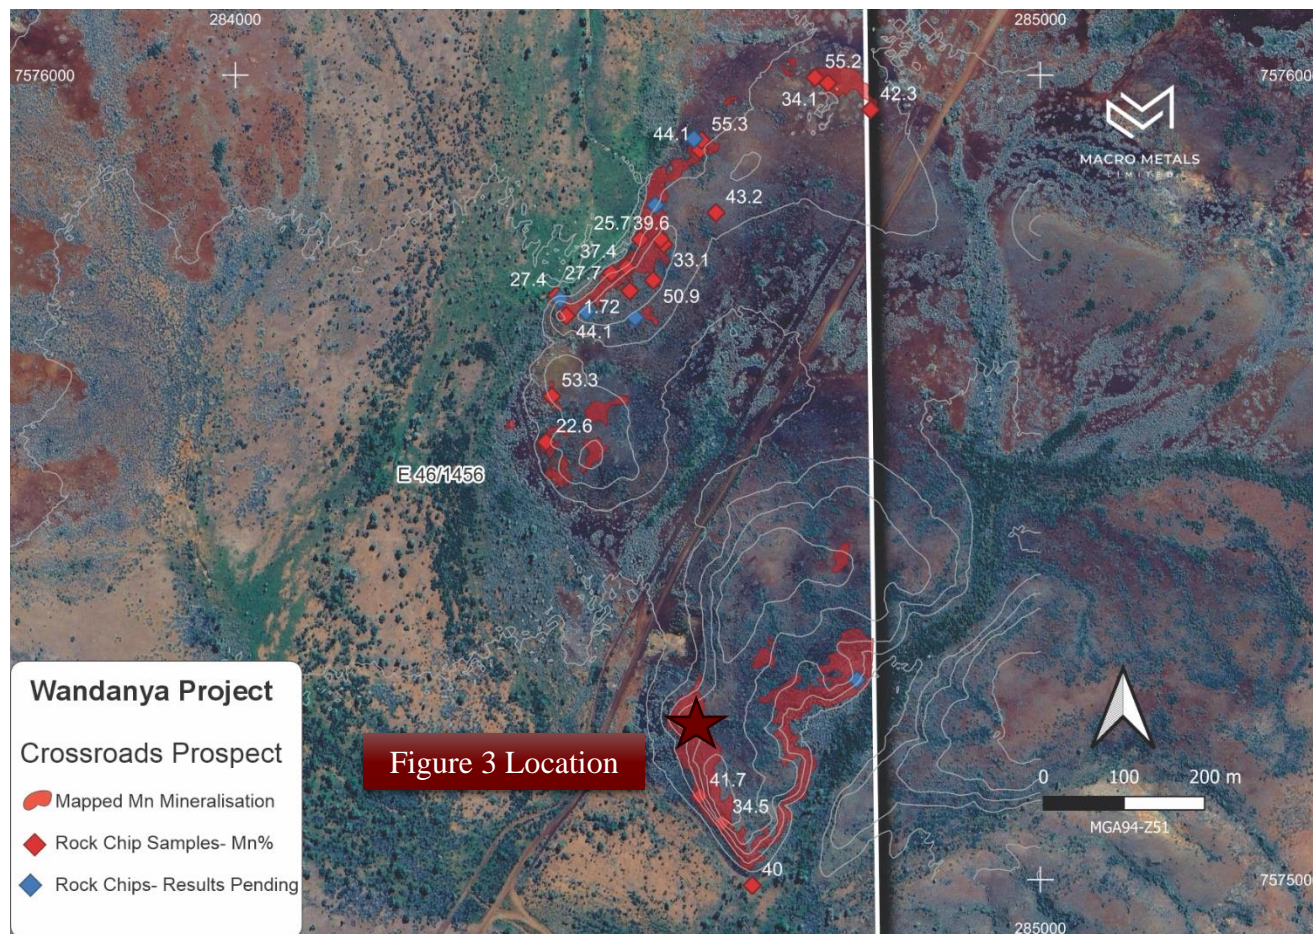 284000
285000
7576000
7576000
55.2
34.1
42.3
MACRO METALS
LIMITED
44.1
55.3
43.2
25.7
39.6
37.4
33.1
27.4
27.7
50.9
1.72
44.1
53.3
22.6
E 46/1456
Wandanya Project
Crossroads Prospect
Mapped Mn Mineralisation
Rock Chip Samples- Mn%
Rock Chips- Results Pending
Figure 3 Location
41.7
34.5
40
0 100 200 m
MGA94-Z51
7575000
285000